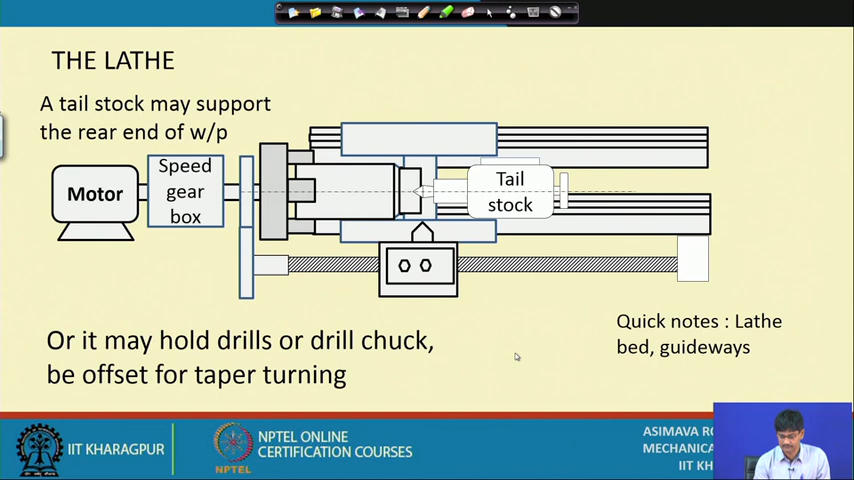 THE LATHE
A tail stock may support
the rear end of w/p
Motor
Speed
gear
box
Tail
stock
Or it may hold drills or drill chuck,
be offset for taper turning
Quick notes : Lathe
bed, guideways
IIT KHARAGPUR
NPTEL
NPTEL ONLINE
CERTIFICATION COURSES
ASIMAVA
MECHANICA
IIT KH